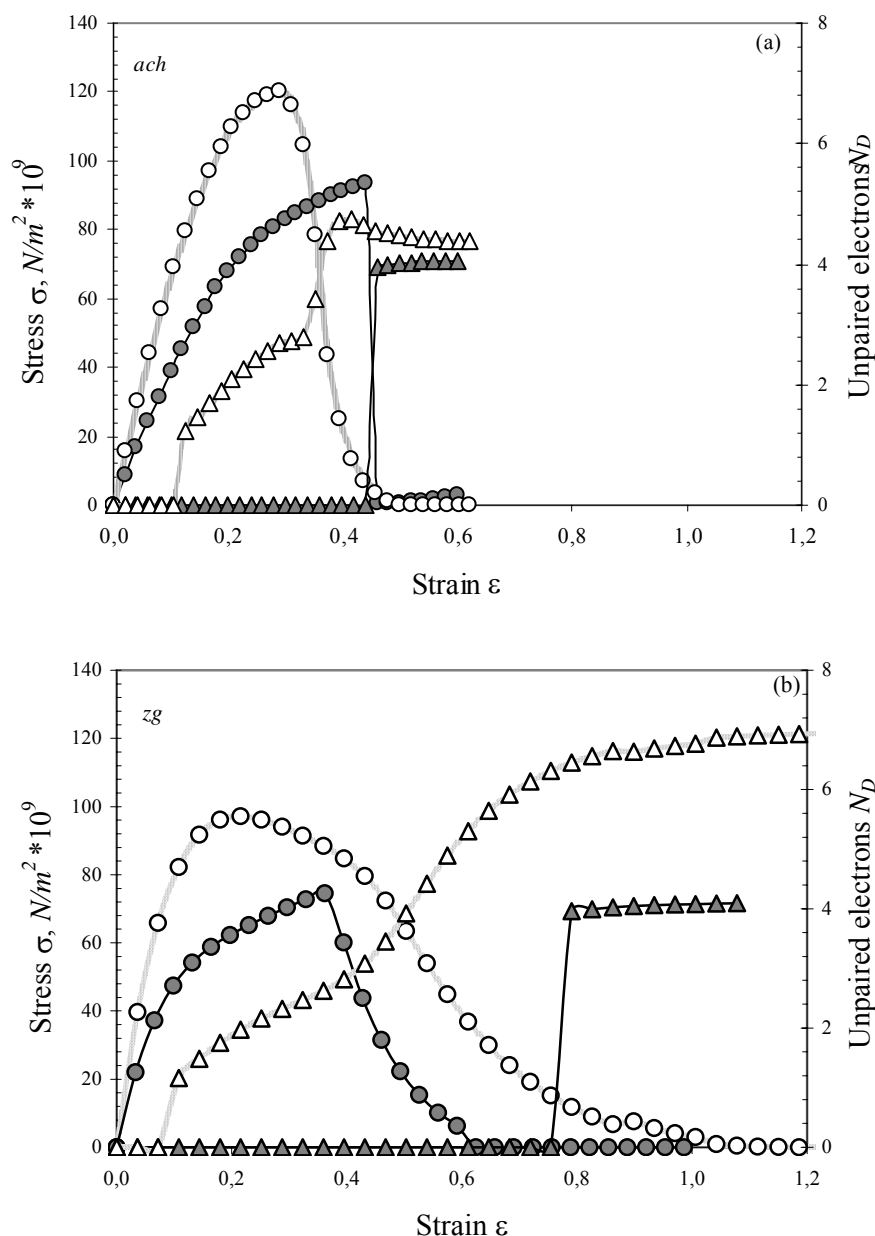 140
120
100
80
60
40
20
0
Stress σ, N/m² *10⁹
ach
(a)
8
6
4
2
0
Unpaired electrons N_D
0,0 0,2 0,4 0,6 0,8 1,0 1,2
Strain ε
140
120
100
80
60
40
20
0
Stress σ, N/m² *10⁹
zg
(b)
8
6
4
2
0
Unpaired electrons N_D
0,0 0,2 0,4 0,6 0,8 1,0 1,2
Strain ε